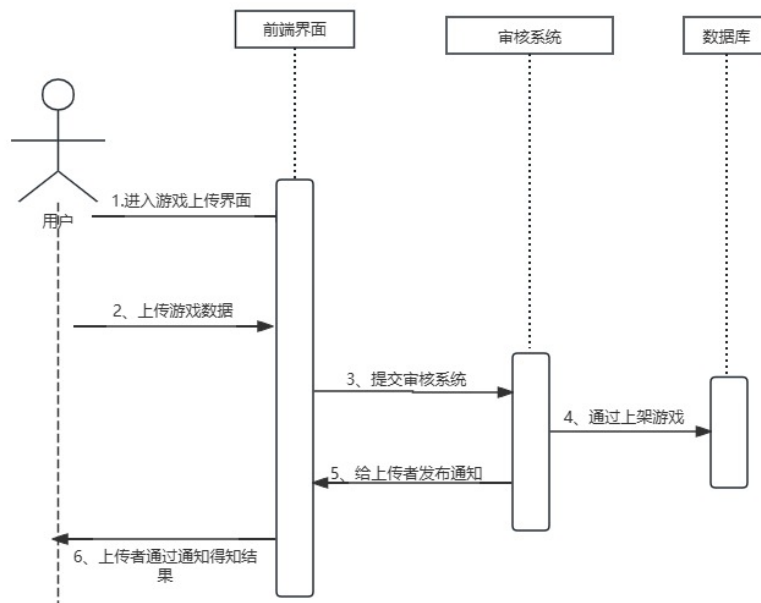 前端界面
审核系统
数据库
用户
1.进入游戏上传界面
2、上传游戏数据
3、提交审核系统
4、通过上架游戏
5、给上传者发布通知
6、上传者通过通知得知结
果